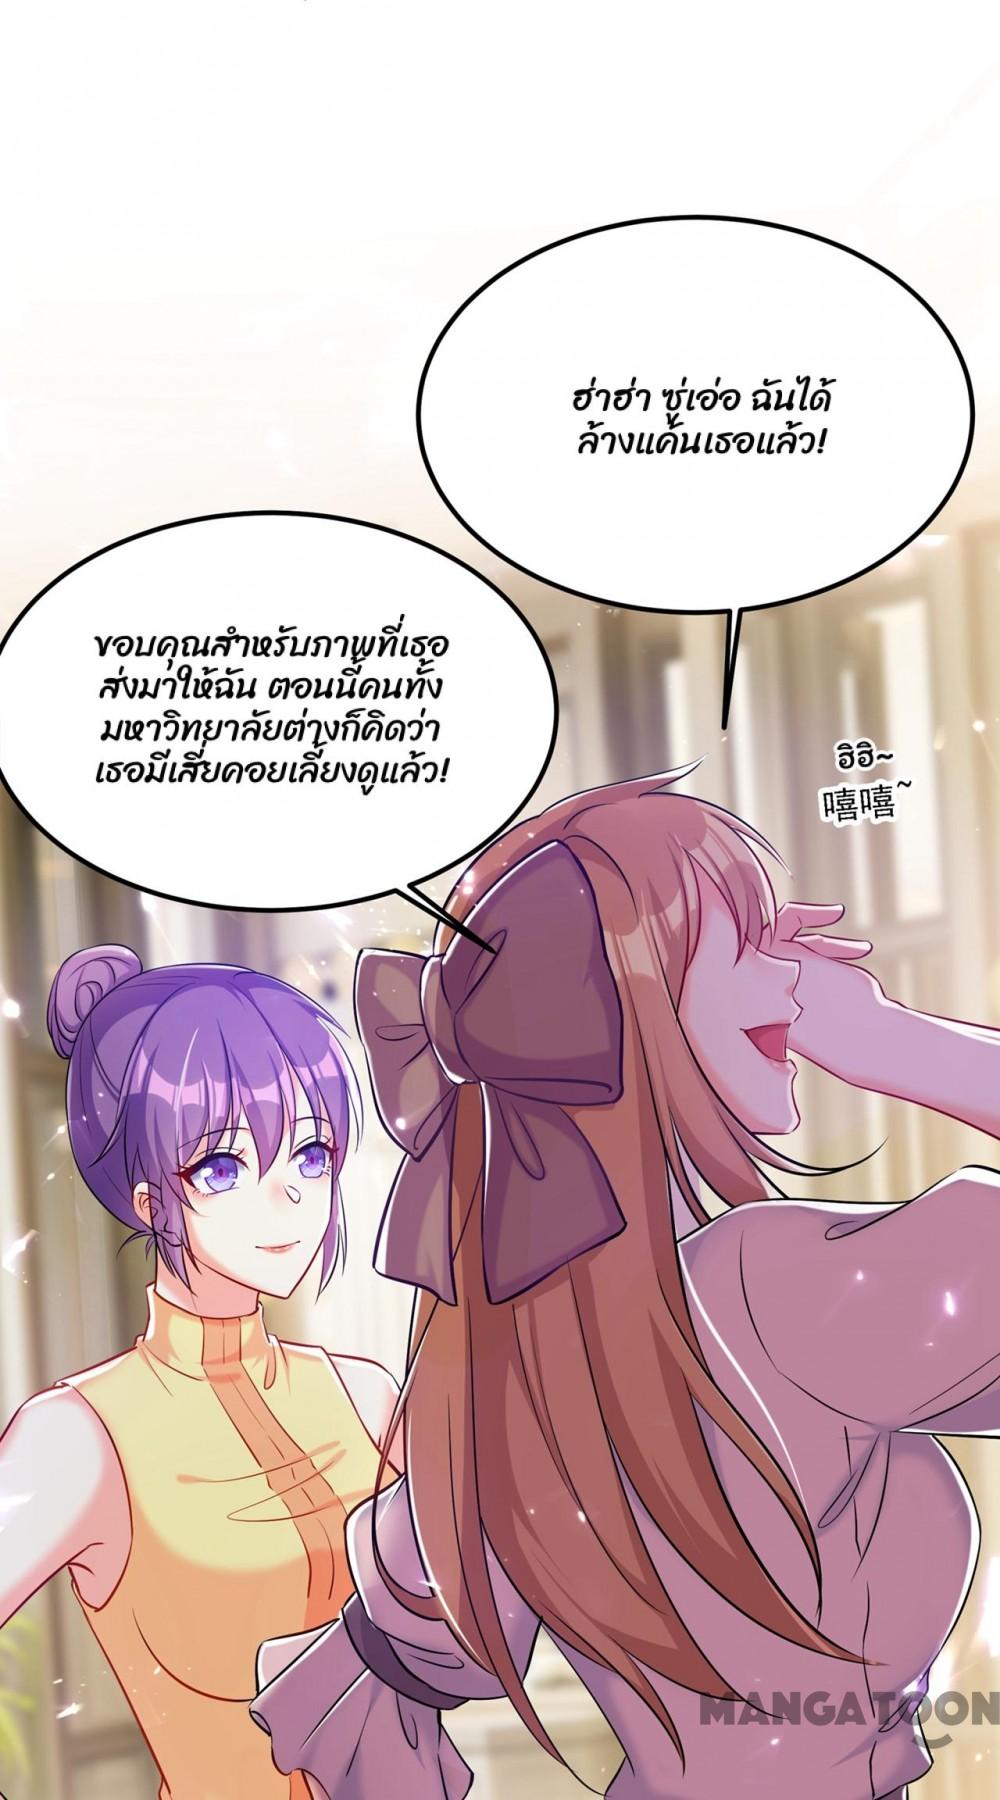 ฮ่าฮ่า ซู่เอ่อ ฉันได้
ล้างแค้นเธอแล้ว!
ขอบคุณสำหรับภาพที่เธอ
ส่งมาให้ฉัน ตอนนี้คนทั้ง
มหาวิทยาลัยต่างก็คิดว่า
เธอมีเสี่ยคอยเลี้ยงดูแล้ว!
ฮิฮิ~
嘻嘻~
MANGATOON